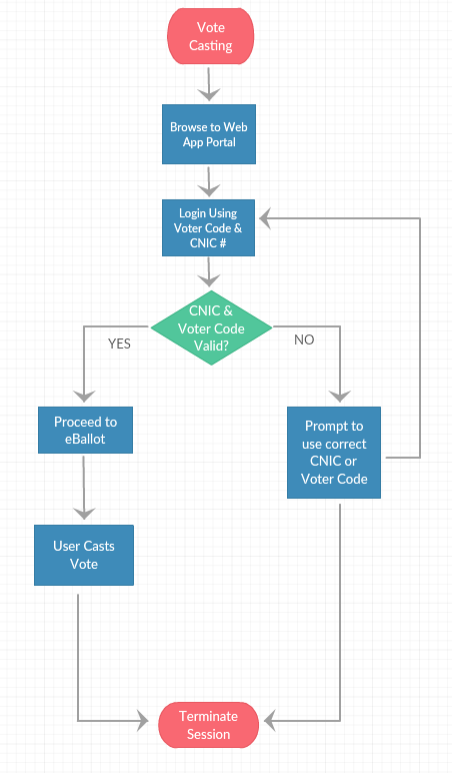 Vote
Casting
Browse to Web
App Portal
Login Using
Voter Code &
CNIC #
CNIC &
Voter Code
Valid?
YES
NO
Proceed to
eBallot
Prompt to
use correct
CNIC or
Voter Code
User Casts
Vote
Terminate
Session